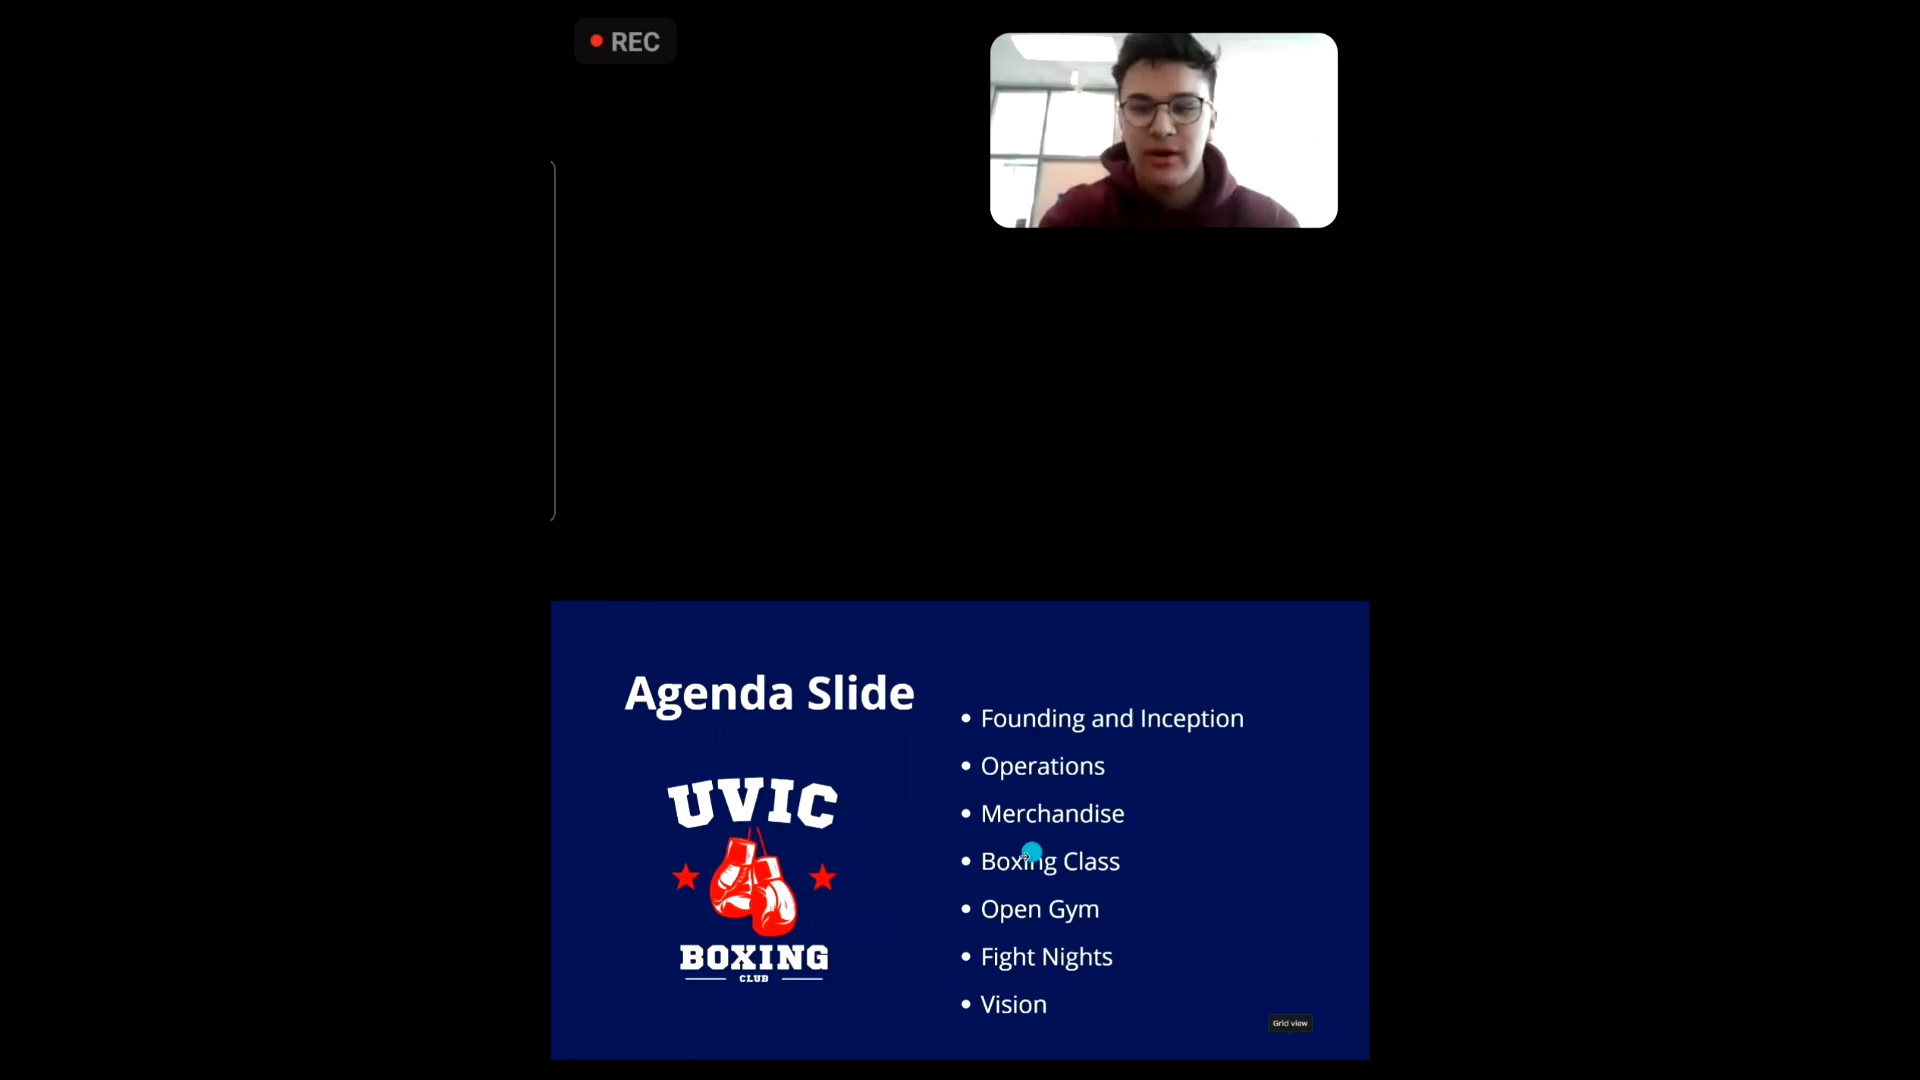 REC
Agenda Slide
UVIC
BOXING
CLUB
Founding and Inception
Operations
Merchandise
Boxing Class
Open Gym
Fight Nights
Vision
Grid view